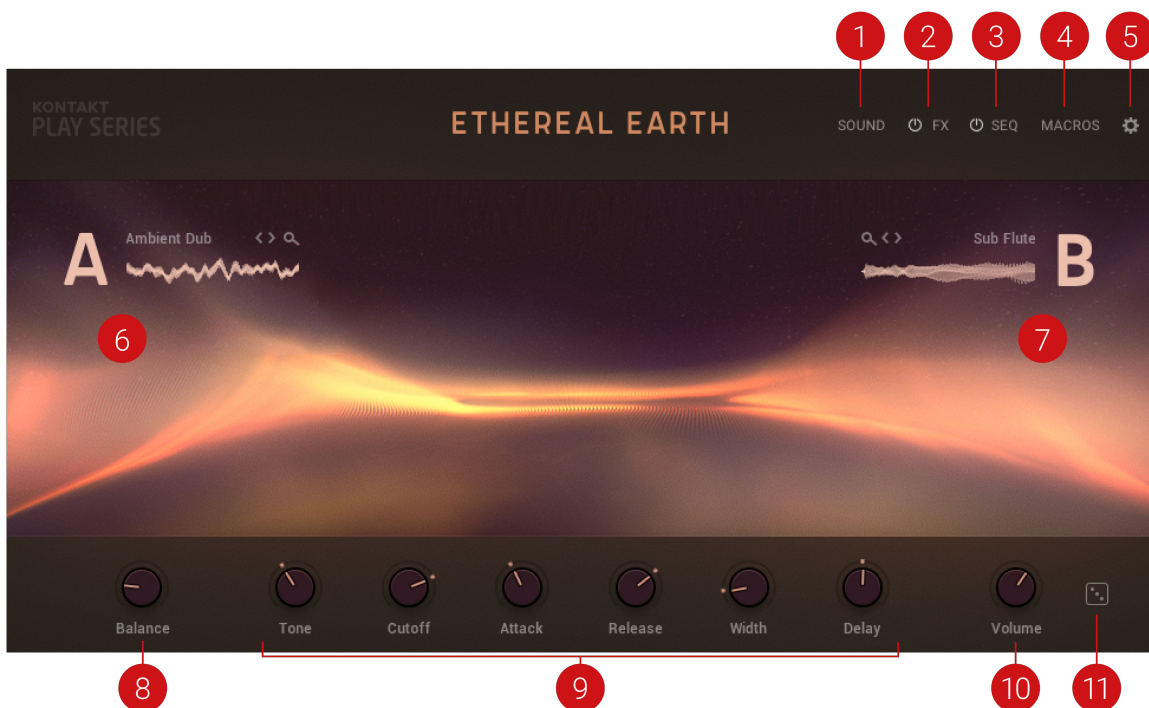 1 2 3 4 5
KONTAKT
PLAY SERIES
ETHEREAL EARTH
SOUND FX SEQ MACROS
A Ambient Dub
Sub Flute B
6 7
Balance Tone Cutoff Attack Release Width Delay Volume
8 9 10 11